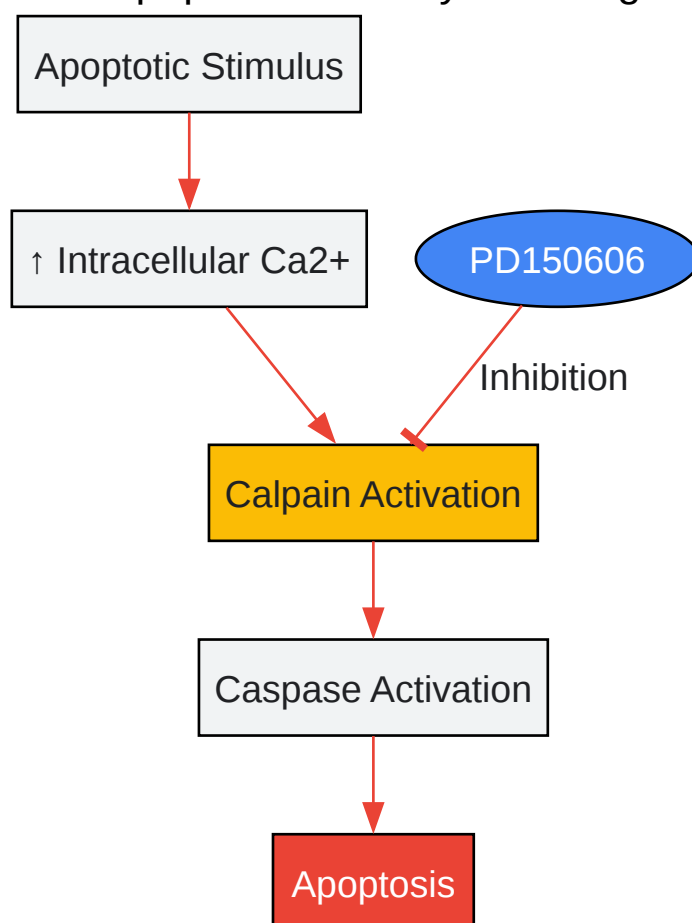 Apoptotic Stimulus
↑ Intracellular Ca2+
PD150606
Inhibition
Calpain Activation
Caspase Activation
Apoptosis